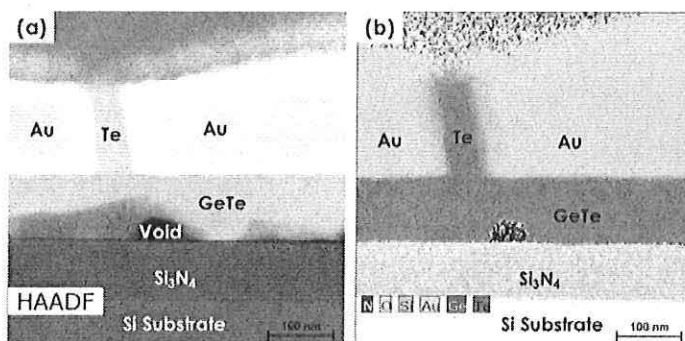 (a)
Au
Te
Au
GeTe
Void
Si₃N₄
HAADF
Si Substrate
100 nm
(b)
Au
Te
Au
GeTe
Si₃N₄
N O Si Au Ge Te
Si Substrate
100 nm